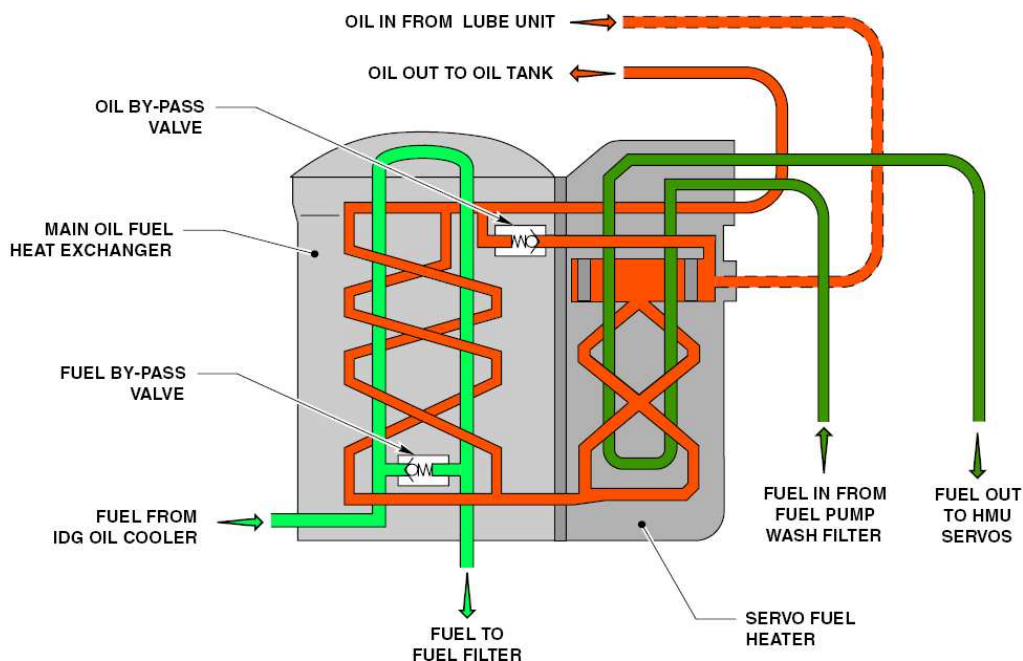 OIL IN FROM LUBE UNIT
OIL OUT TO OIL TANK
OIL BY-PASS
VALVE
MAIN OIL FUEL
HEAT EXCHANGER
FUEL BY-PASS
VALVE
FUEL FROM
IDG OIL COOLER
FUEL TO
FUEL FILTER
FUEL IN FROM
FUEL PUMP
WASH FILTER
FUEL OUT
TO HMU
SERVOS
SERVO FUEL
HEATER